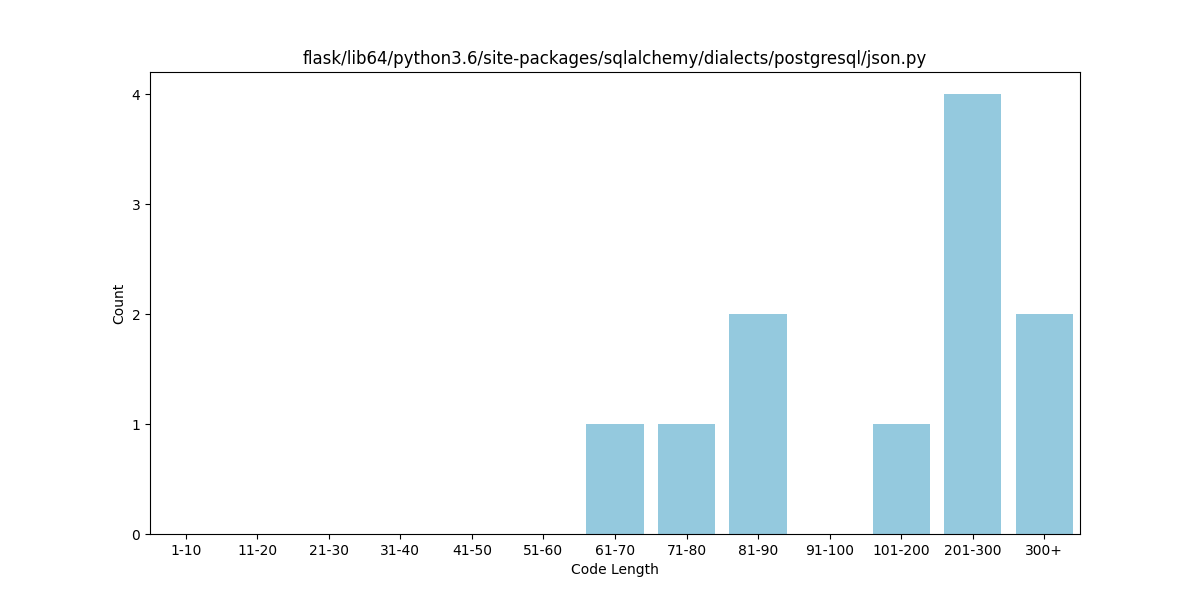 flask/lib64/python3.6/site-packages/sqlalchemy/dialects/postgresql/json.py
4
3
2
1
0
Count
1-10 11-20 21-30 31-40 41-50 51-60 61-70 71-80 81-90 91-100 101-200 201-300 300+
Code Length